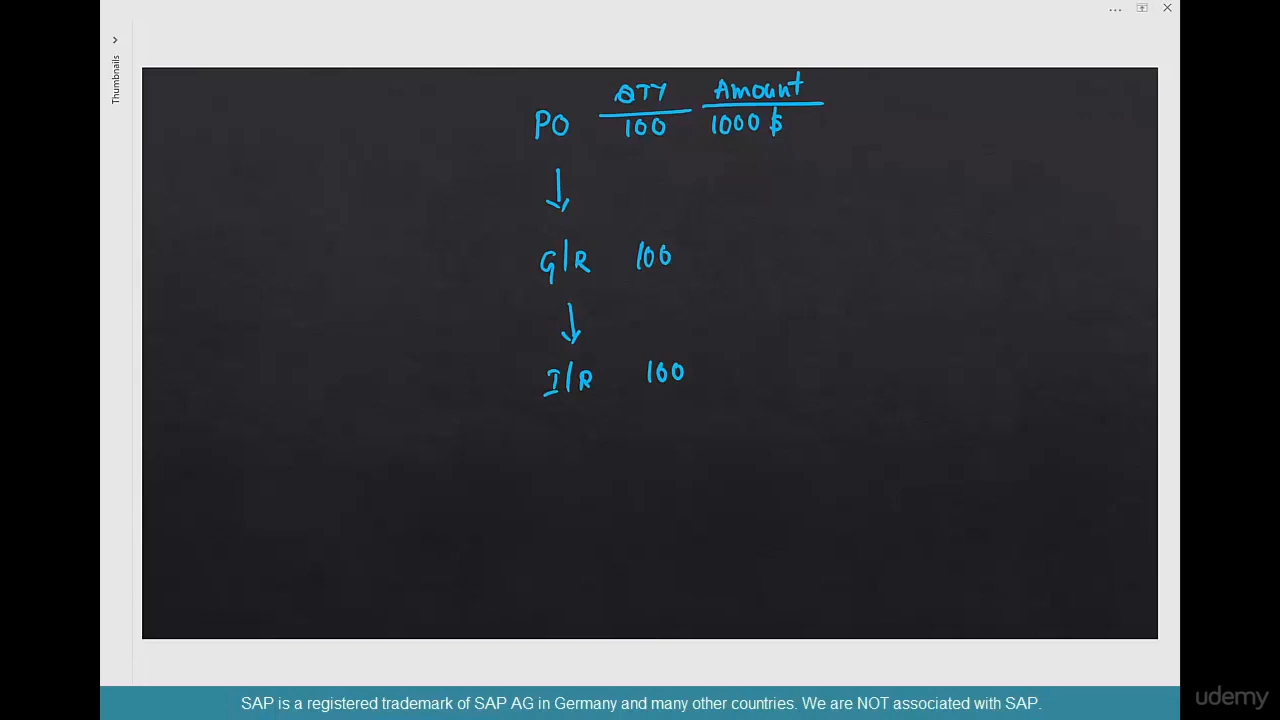 Thumbnails
QTY Amount
PO 100 1000 $
G/R 100
I/R 100
SAP is a registered trademark of SAP AG in Germany and many other countries. We are NOT associated with SAP.
udemy